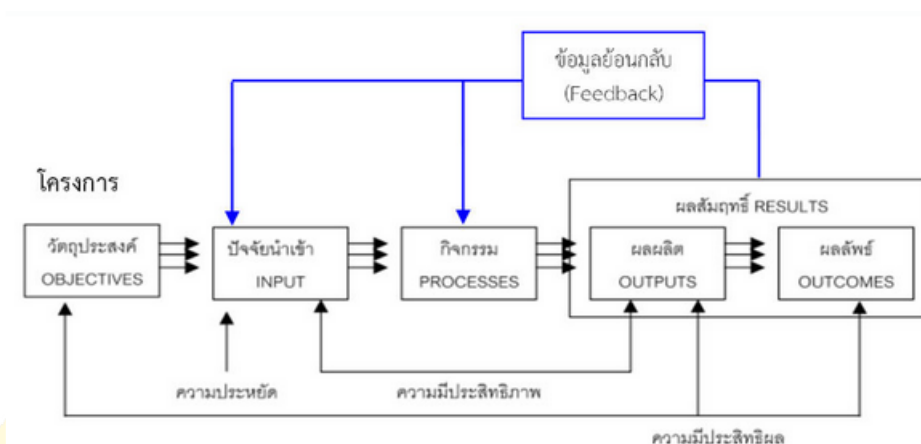 ข้อมูลย้อนกลับ
(Feedback)
โครงการ
ผลสัมฤทธิ์ RESULTS
วัตถุประสงค์
OBJECTIVES
ปัจจัยนำเข้า
INPUT
กิจกรรม
PROCESSES
ผลผลิต
OUTPUTS
ผลลัพธ์
OUTCOMES
ความประหยัด
ความมีประสิทธิภาพ
ความมีประสิทธิผล